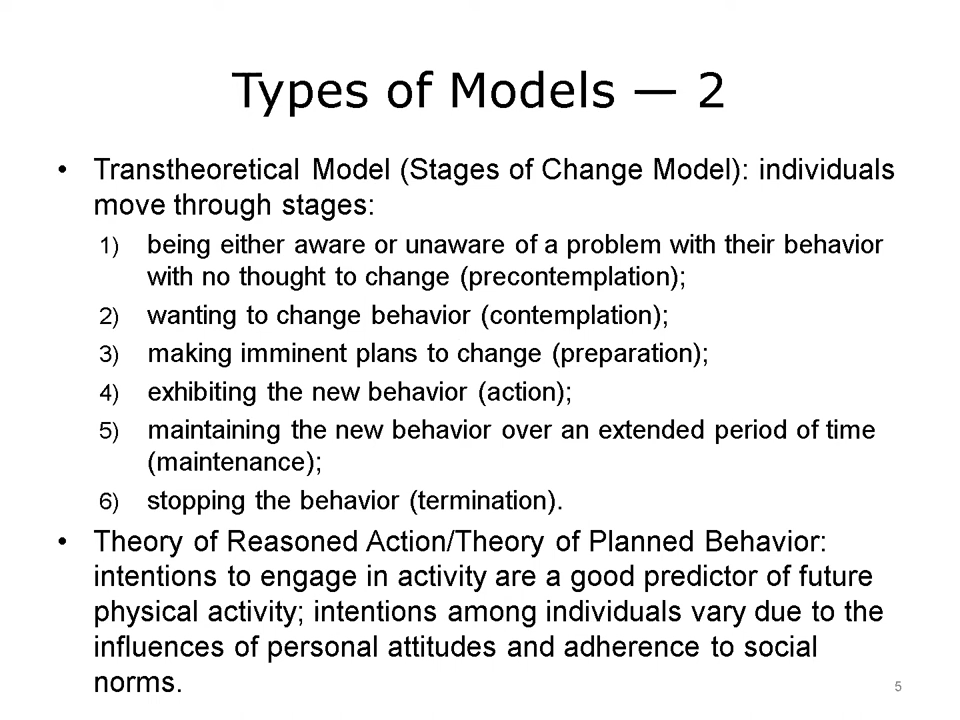 Types of Models — 2
• Transtheoretical Model (Stages of Change Model): individuals
move through stages:
1) being either aware or unaware of a problem with their behavior
with no thought to change (precontemplation);
2) wanting to change behavior (contemplation);
3) making imminent plans to change (preparation);
4) exhibiting the new behavior (action);
5) maintaining the new behavior over an extended period of time
(maintenance);
6) stopping the behavior (termination).
• Theory of Reasoned Action/Theory of Planned Behavior:
intentions to engage in activity are a good predictor of future
physical activity; intentions among individuals vary due to the
influences of personal attitudes and adherence to social
norms.
5